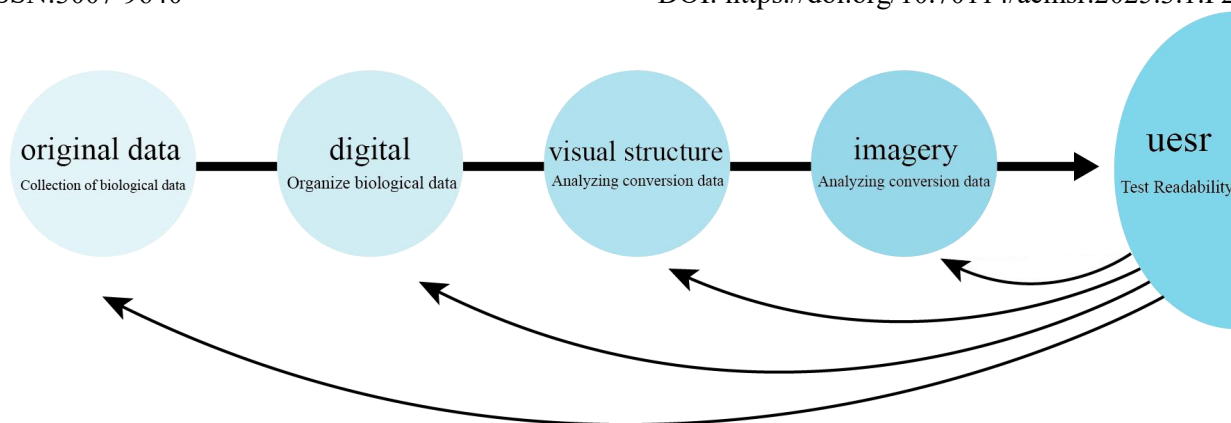 original data
Collection of biological data
digital
Organize biological data
visual structure
Analyzing conversion data
imagery
Analyzing conversion data
uesr
Test Readability